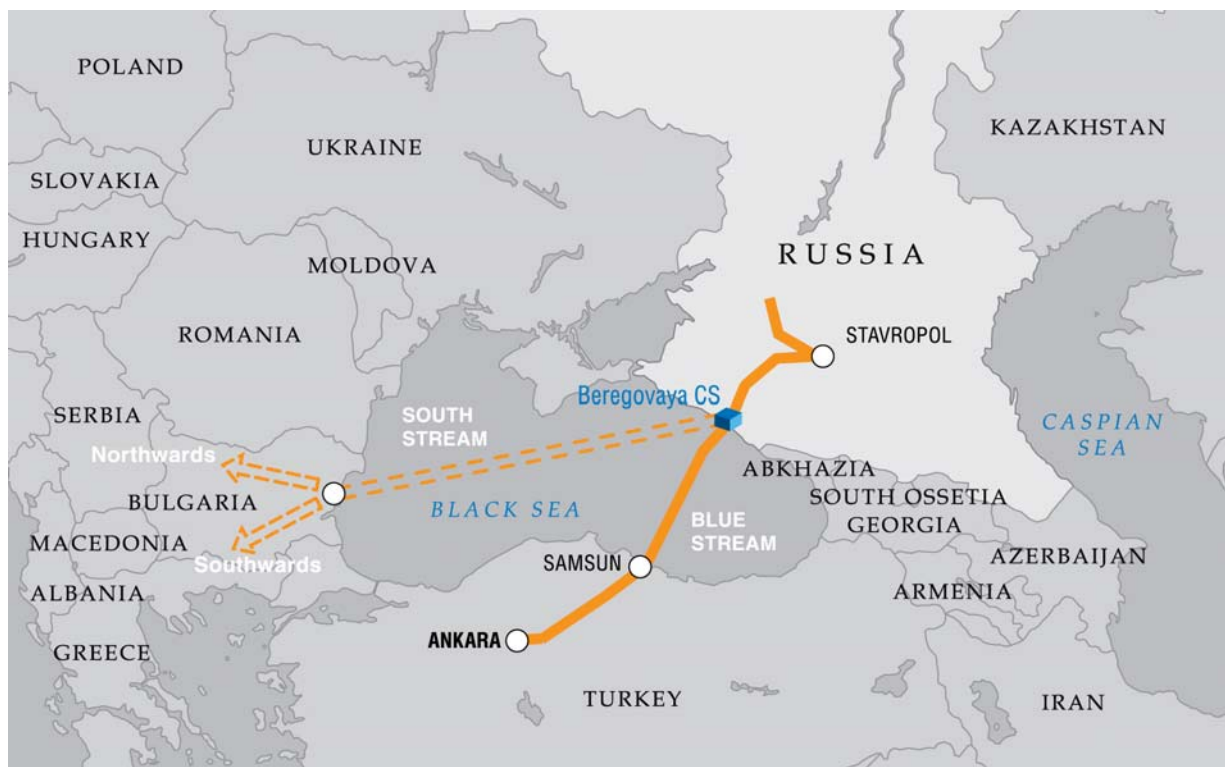 POLAND
KAZAKHSTAN
UKRAINE
SLOVAKIA
HUNGARY
RUSSIA
MOLDOVA
ROMANIA
STAVROPOL
Beregovaya CS
SERBIA
SOUTH
STREAM
CASPIAN
SEA
Northwards
ABKHAZIA
BULGARIA
BLACK SEA
SOUTH OSSETIA
BLUE
STREAM
GEORGIA
MACEDONIA
AZERBAIJAN
Southwards
SAMSUN
ALBANIA
ARMENIA
ANKARA
GREECE
TURKEY
IRAN